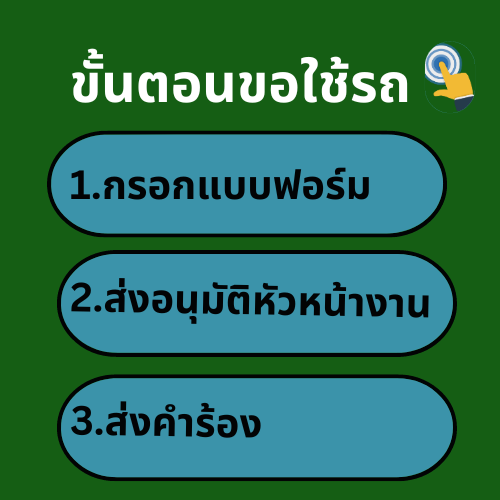 ขั้นตอนขอใช้รถ
1.กรอกแบบฟอร์ม
2.ส่งอนุมัติหัวหน้างาน
3.ส่งคำร้อง